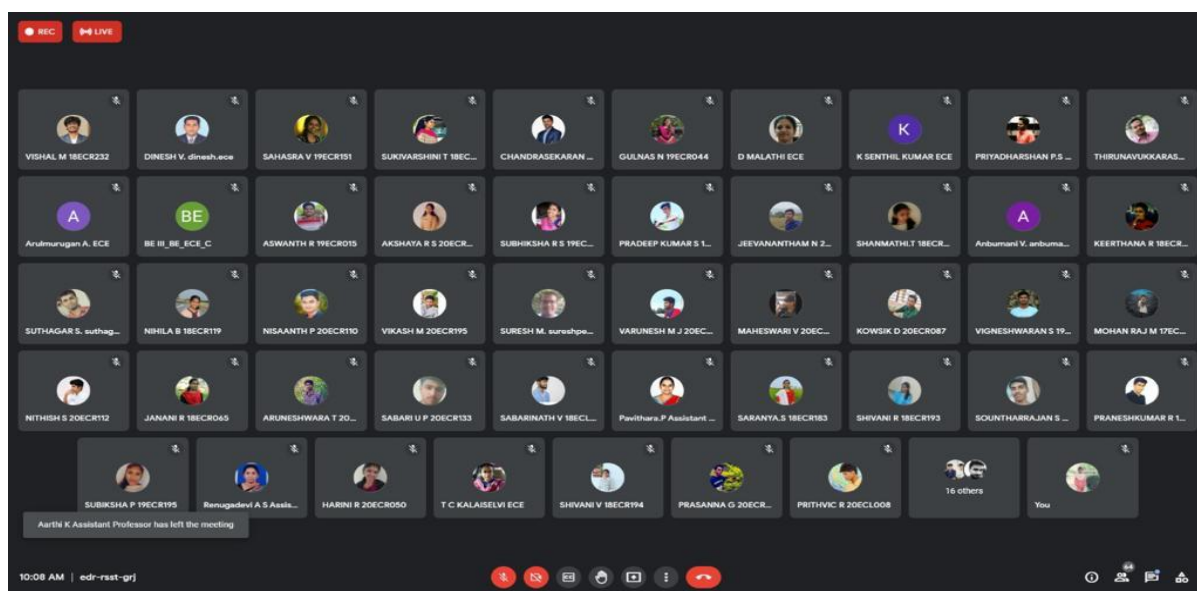 REC LIVE
VISHAL M 18ECR232 DINESH V. dinesh.ece SAHASRA V 19ECR151 SUKIVARSHINI T 18EC... CHANDRASEKARAN ... GULNAS N 19ECR044 D MALATHI ECE K SENTHIL KUMAR ECE PRIYADHARSHAN P.S ... THIRUNAVUKKARAS...
K
A BE A
Arulmurugan A. ECE BE III_BE_ECE_C ASWANTH R 19ECR015 AKSHAYA R S 20ECR... SUBHIKSHA R S 19EC... PRADEEP KUMAR S 1... JEEVANANTHAM N 2... SHANMATHI.T 18ECR... Anbumani V. anbuma... KEERTHANA R 18ECR...
SUTHAGAR S. suthag... NIHILA B 18ECR119 NISAANTH P 20ECR110 VIKASH M 20ECR195 SURESH M. sureshpe... VARUNESH M J 20EC... MAHESWARI V 20EC... KOWSIK D 20ECR087 VIGNESHWARAN S 19... MOHAN RAJ M 17EC...
NITHISH S 20ECR112 JANANI R 18ECR065 ARUNESHWARA T 20... SABARI U P 20ECR133 SABARINATH V 18ECL... Pavithara.P Assistant ... SARANYA.S 18ECR183 SHIVANI R 18ECR193 SOUNTHARRAJAN S ... PRANESHKUMAR R 1...
SUBIKSHA P 19ECR195 Renugadevi A S Assis... HARINI R 20ECR050 T C KALAISELVI ECE SHIVANI V 18ECR194 PRASANNA G 20ECR... PRITHVIC R 20ECL008 16 others You
Aarthi K Assistant Professor has left the meeting
10:08 AM | edr-rsst-grj 64